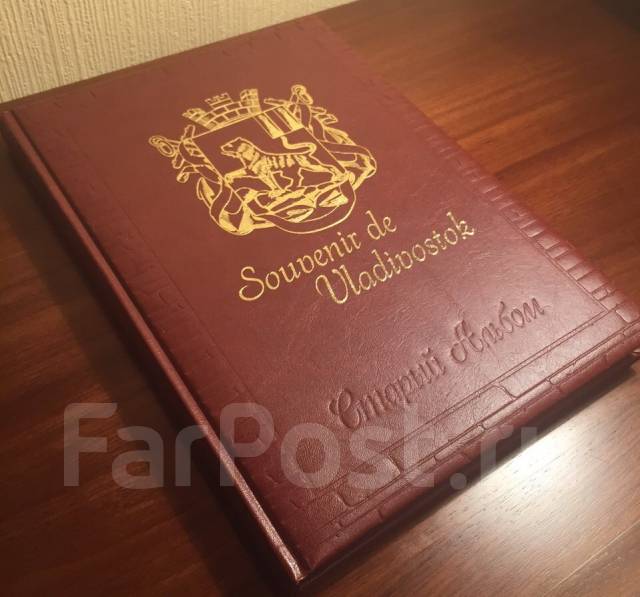 Souvenir de
Vladivostok
Старый Альбом
FarPost.ru